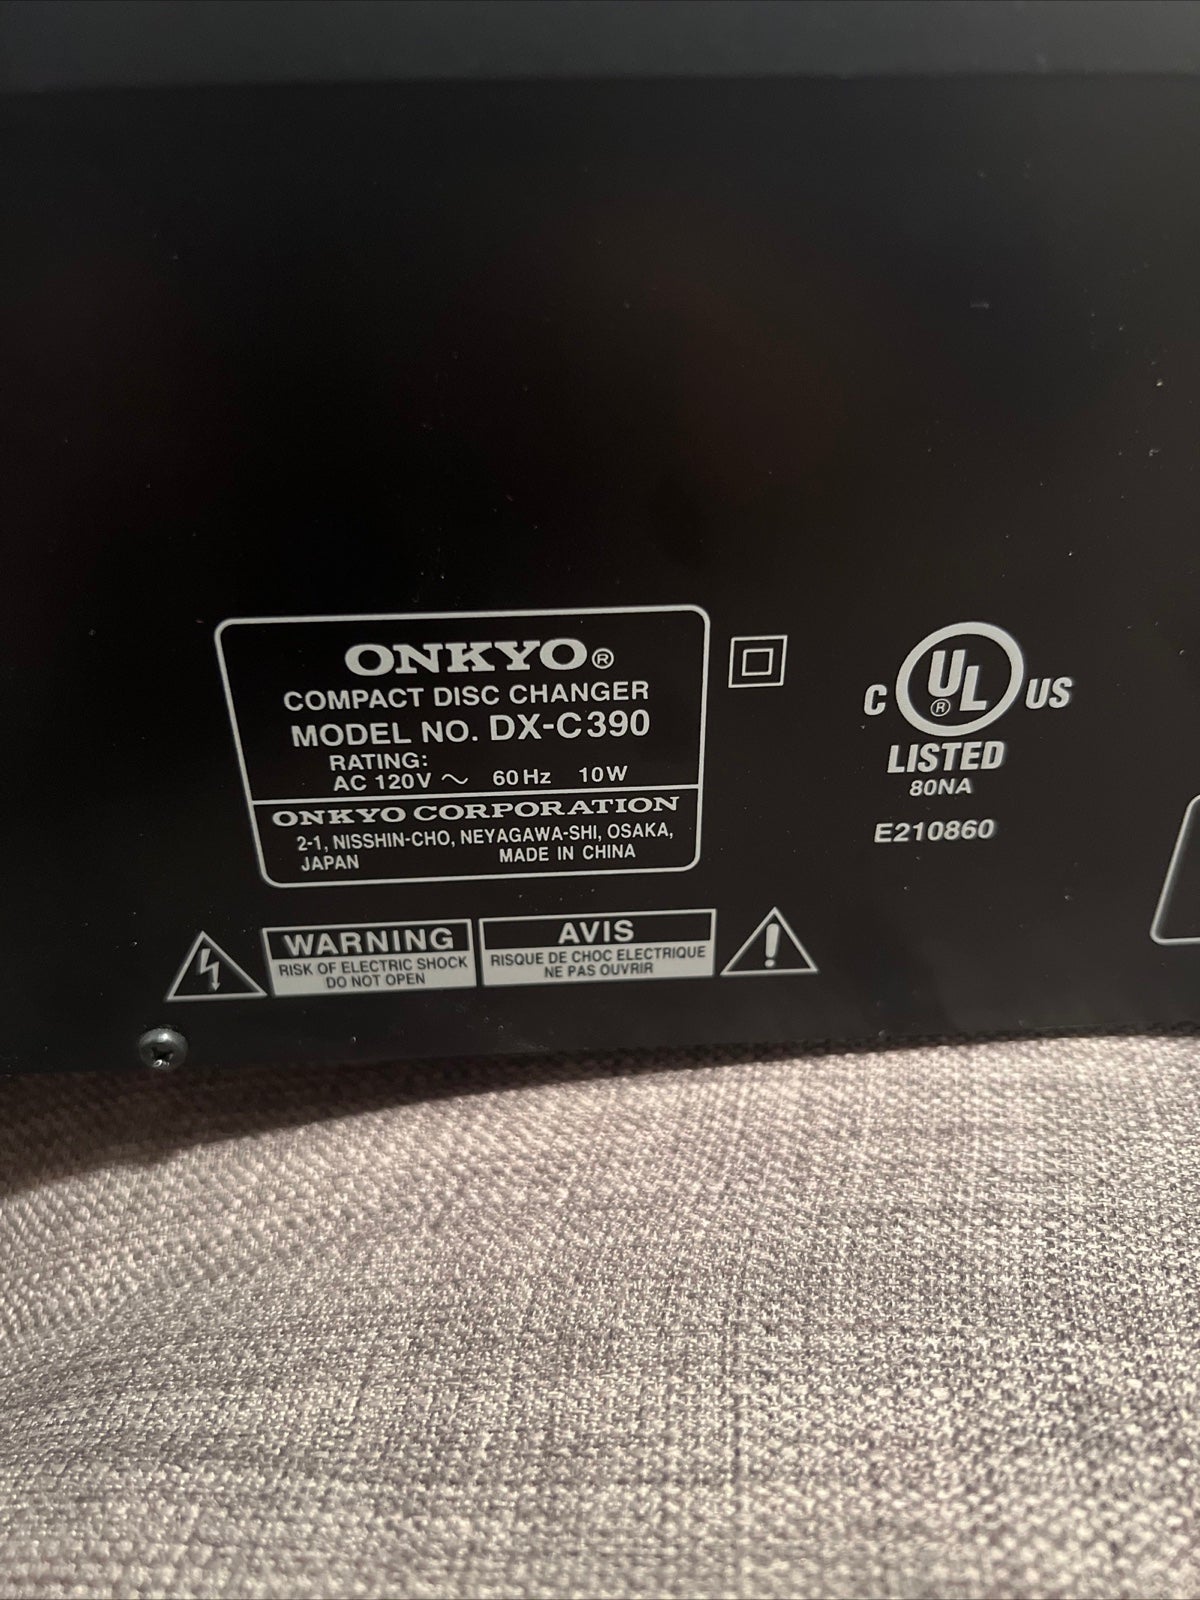 ONKYO®
COMPACT DISC CHANGER
MODEL NO. DX-C390
RATING:
AC 120V ~ 60Hz 10W
ONKYO CORPORATION
2-1, NISSHIN-CHO, NEYAGAWA-SHI, OSAKA,
JAPAN MADE IN CHINA
C UL® US
LISTED
80NA
E210860
WARNING
RISK OF ELECTRIC SHOCK
DO NOT OPEN
AVIS
RISQUE DE CHOC ELECTRIQUE
NE PAS OUVRIR
!